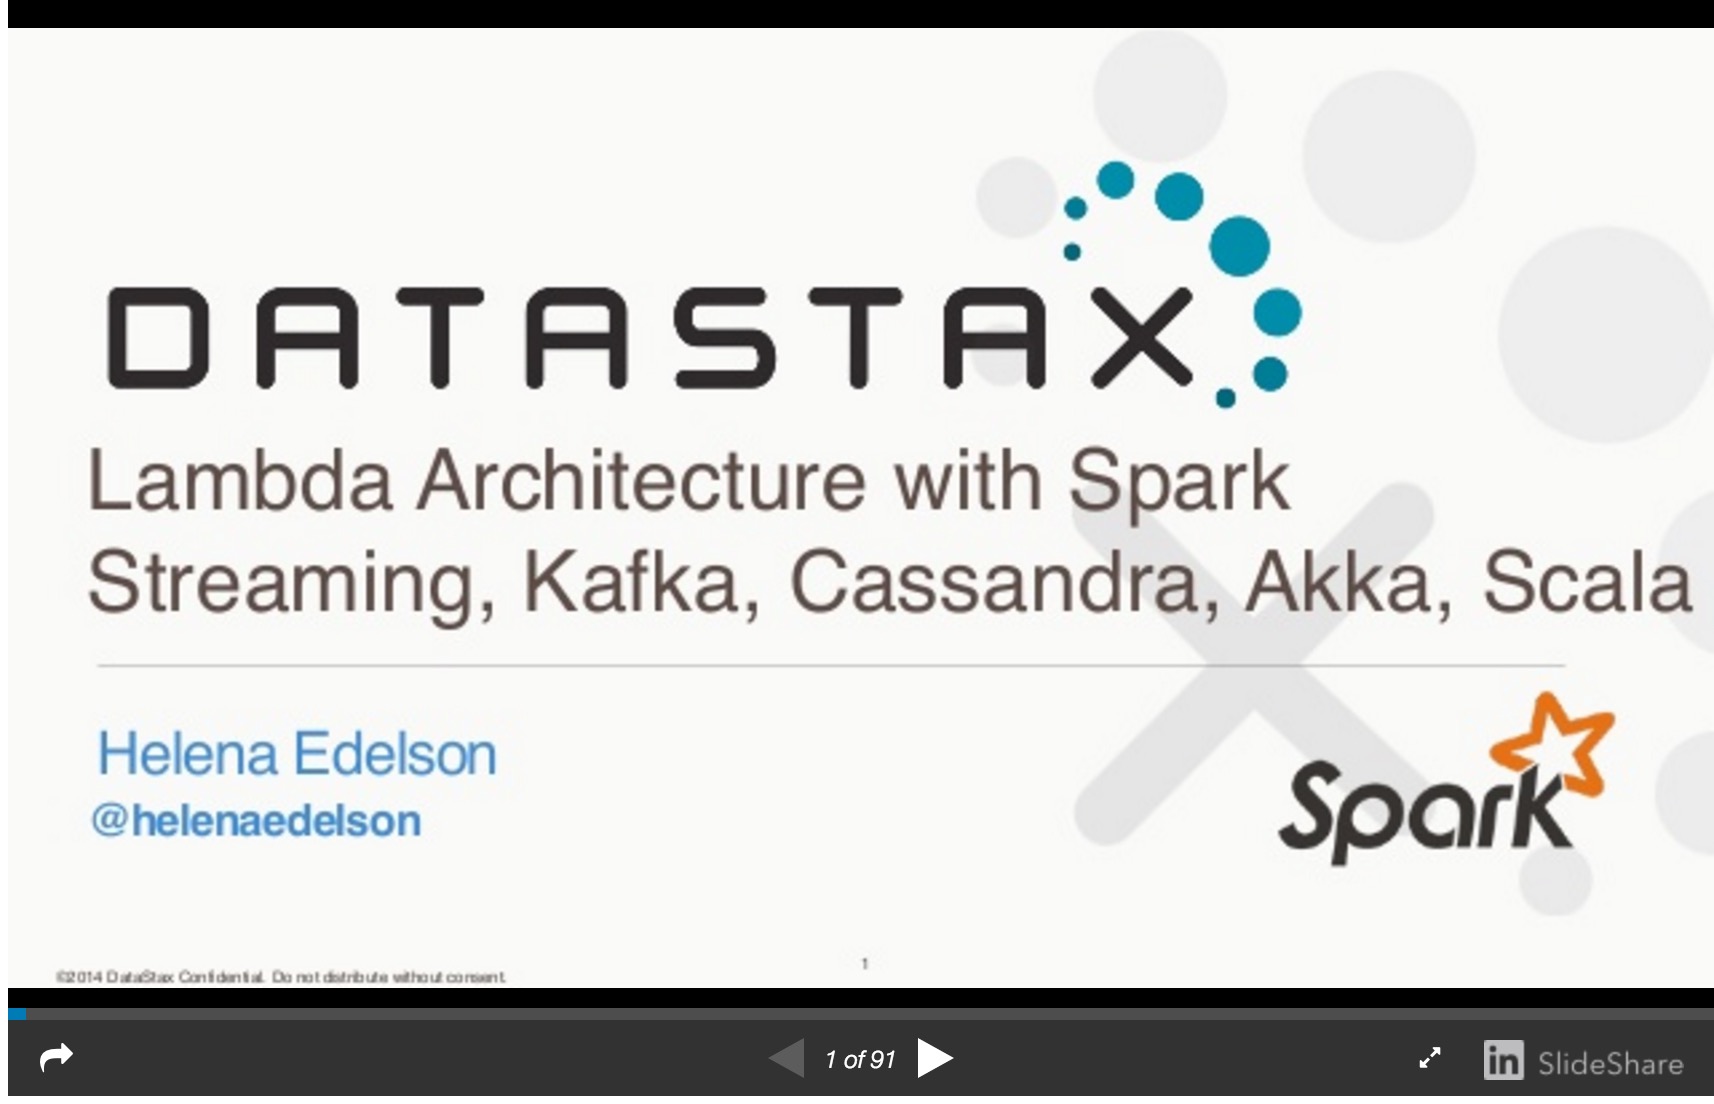 DATASTAX
Lambda Architecture with Spark
Streaming, Kafka, Cassandra, Akka, Scala
Helena Edelson
@helenaedelson
Spark
©2014 DataStax Confidential. Do not distribute without consent.
1
1 of 91
in SlideShare